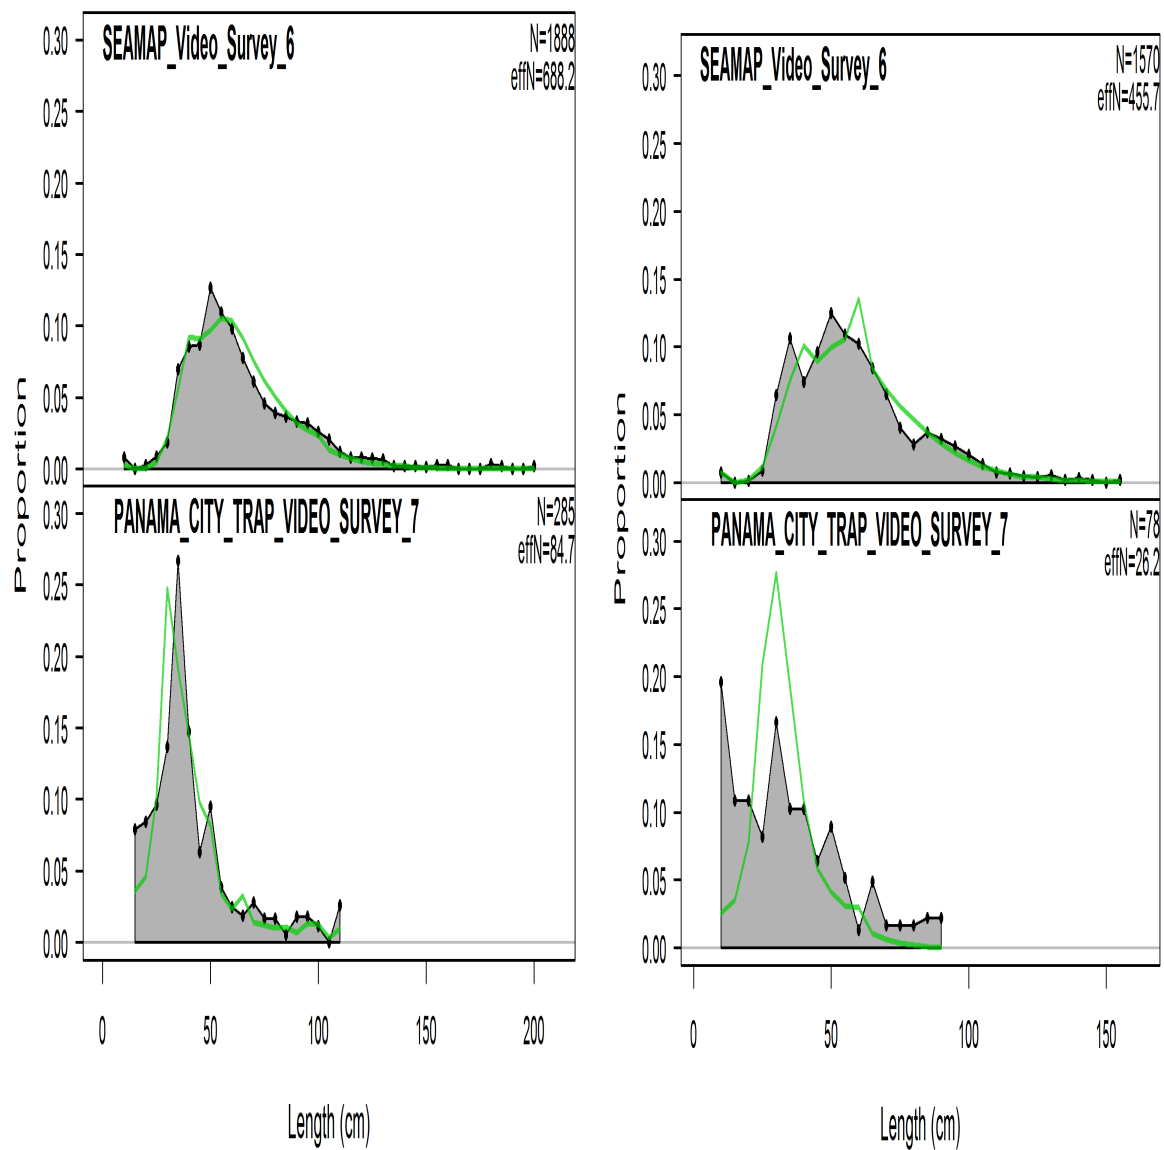 SEAMAP_Video_Survey_6
N=1888
effN=688.2
0.30
0.25
0.20
0.15
0.10
0.05
0.00
PANAMA_CITY_TRAP_VIDEO_SURVEY_7
N=285
effN=84.7
0.30
0.25
0.20
0.15
0.10
0.05
0.00
Proportion
0 50 100 150 200
Length (cm)
SEAMAP_Video_Survey_6
N=1570
effN=455.7
0.30
0.25
0.20
0.15
0.10
0.05
0.00
PANAMA_CITY_TRAP_VIDEO_SURVEY_7
N=78
effN=26.2
0.30
0.25
0.20
0.15
0.10
0.05
0.00
Proportion
0 50 100 150
Length (cm)